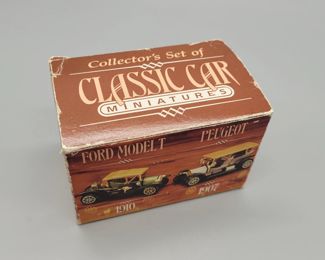 Collector's Set of
CLASSIC CAR
MINIATURES
FORD MODEL T
PEUGEOT
1910
1907